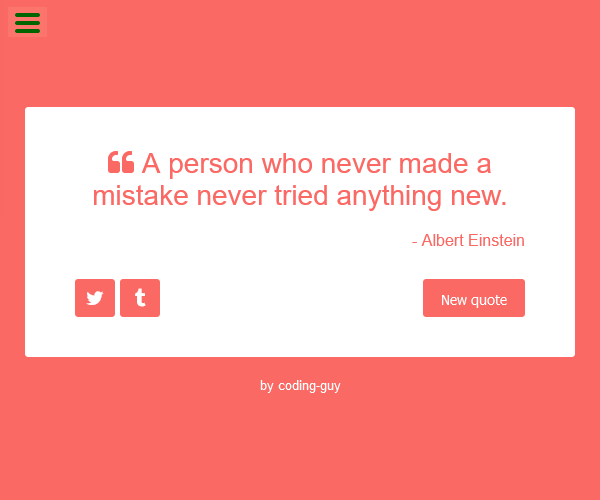 ❝ A person who never made a
mistake never tried anything new.
- Albert Einstein
New quote
by coding-guy